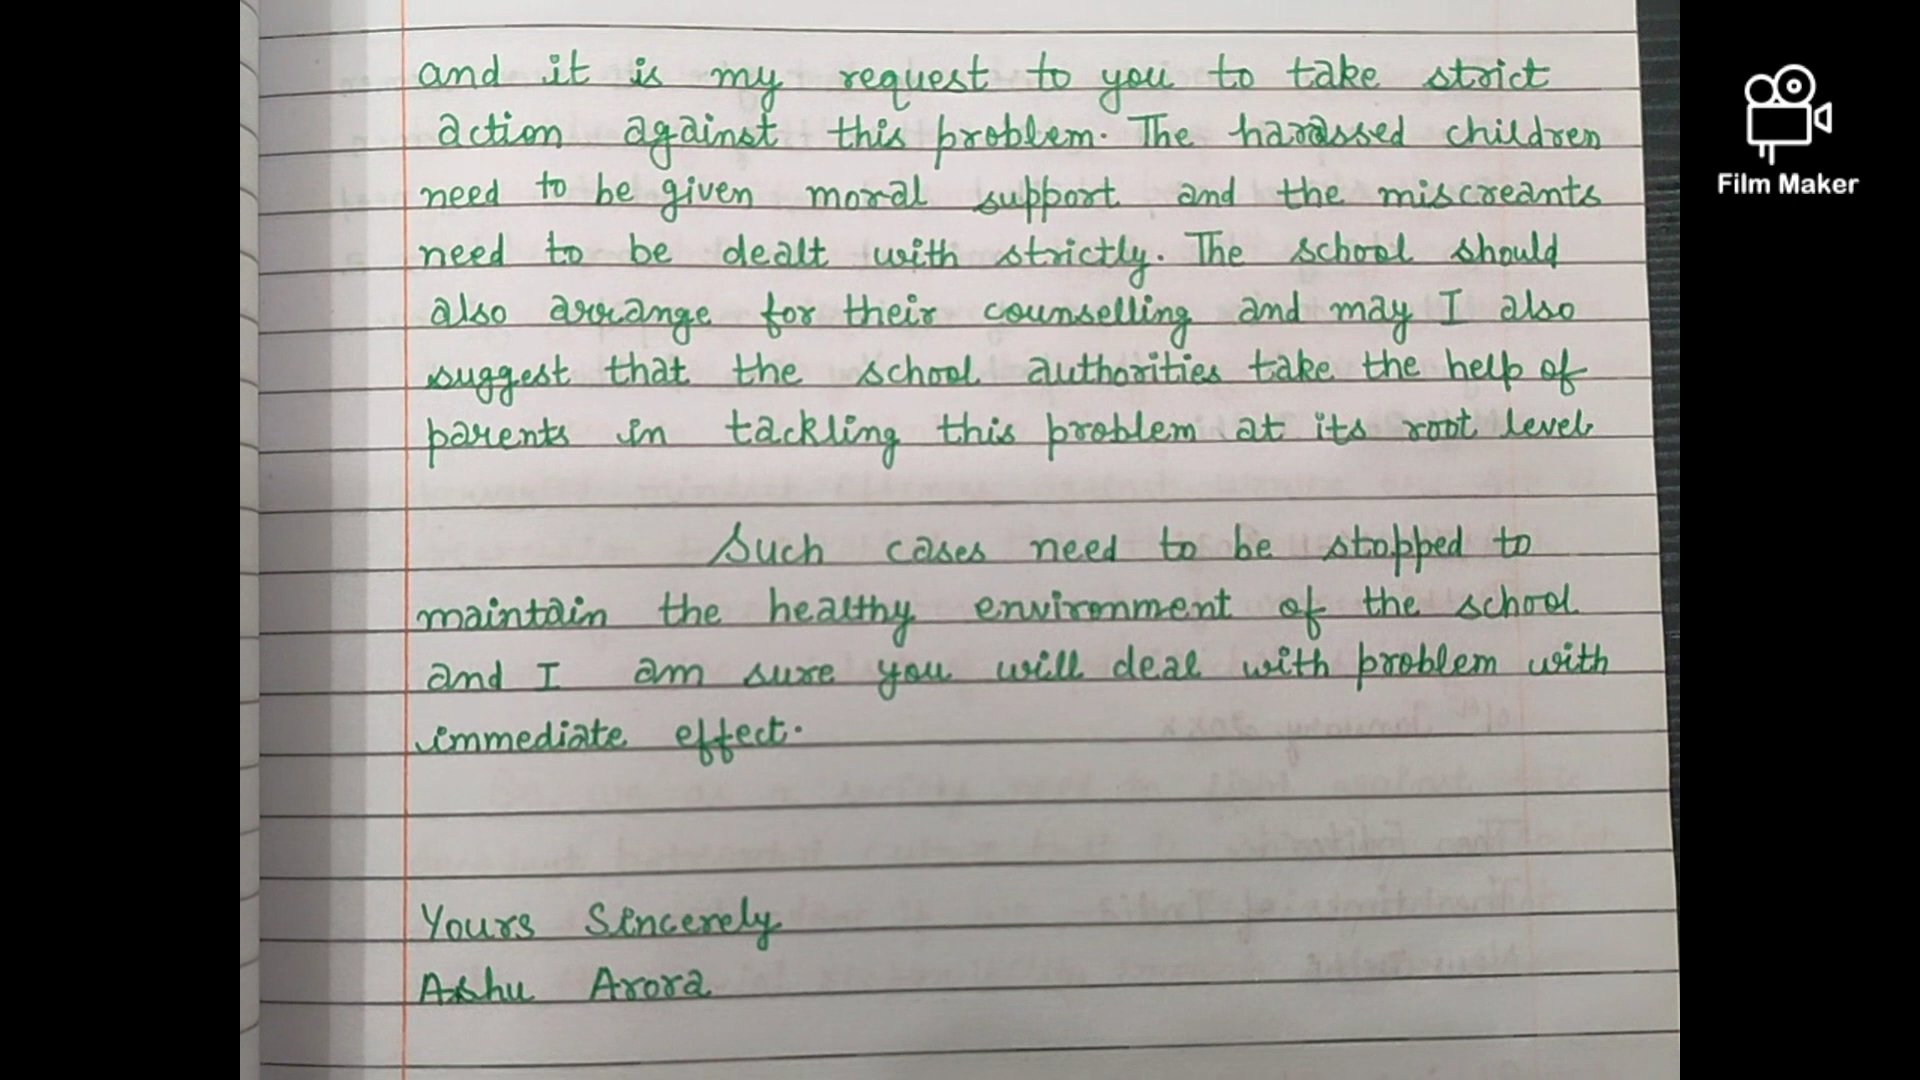 and it is my request to you to take strict
action against this problem. The harassed children
need to be given moral support and the miscreants
need to be dealt with strictly. The school should
also arrange for their counselling and may I also
suggest that the school authorities take the help of
parents in tackling this problem at its root level.
Such cases need to be stopped to
maintain the healthy environment of the school
and I am sure you will deal with problem with
immediate effect.
Yours Sincerely
Ashu Arora
Film Maker